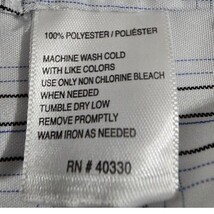 100% POLYESTER / POLIÉSTER
MACHINE WASH COLD
WITH LIKE COLORS
USE ONLY NON CHLORINE BLEACH
WHEN NEEDED
TUMBLE DRY LOW
REMOVE PROMPTLY
WARM IRON AS NEEDED
RN # 40330